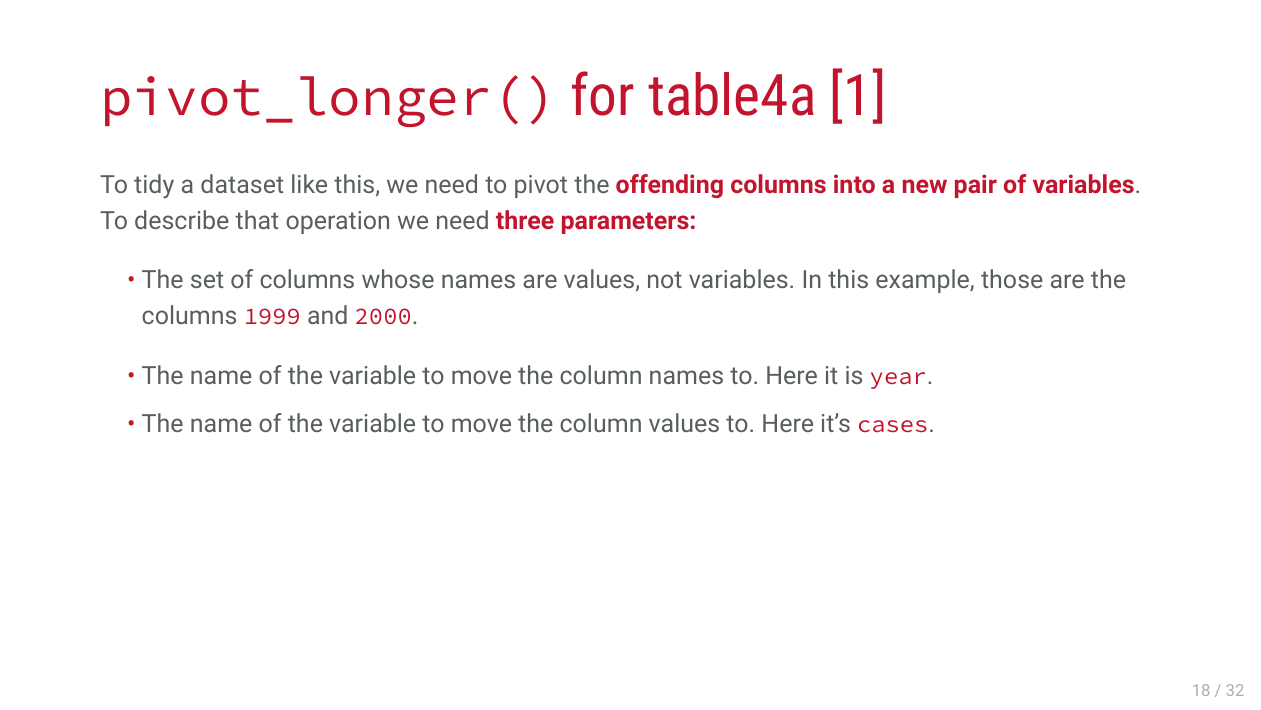 pivot_longer() for table4a [1]
To tidy a dataset like this, we need to pivot the offending columns into a new pair of variables.
To describe that operation we need three parameters:
• The set of columns whose names are values, not variables. In this example, those are the
columns 1999 and 2000.
• The name of the variable to move the column names to. Here it is year.
• The name of the variable to move the column values to. Here it’s cases.
18 / 32